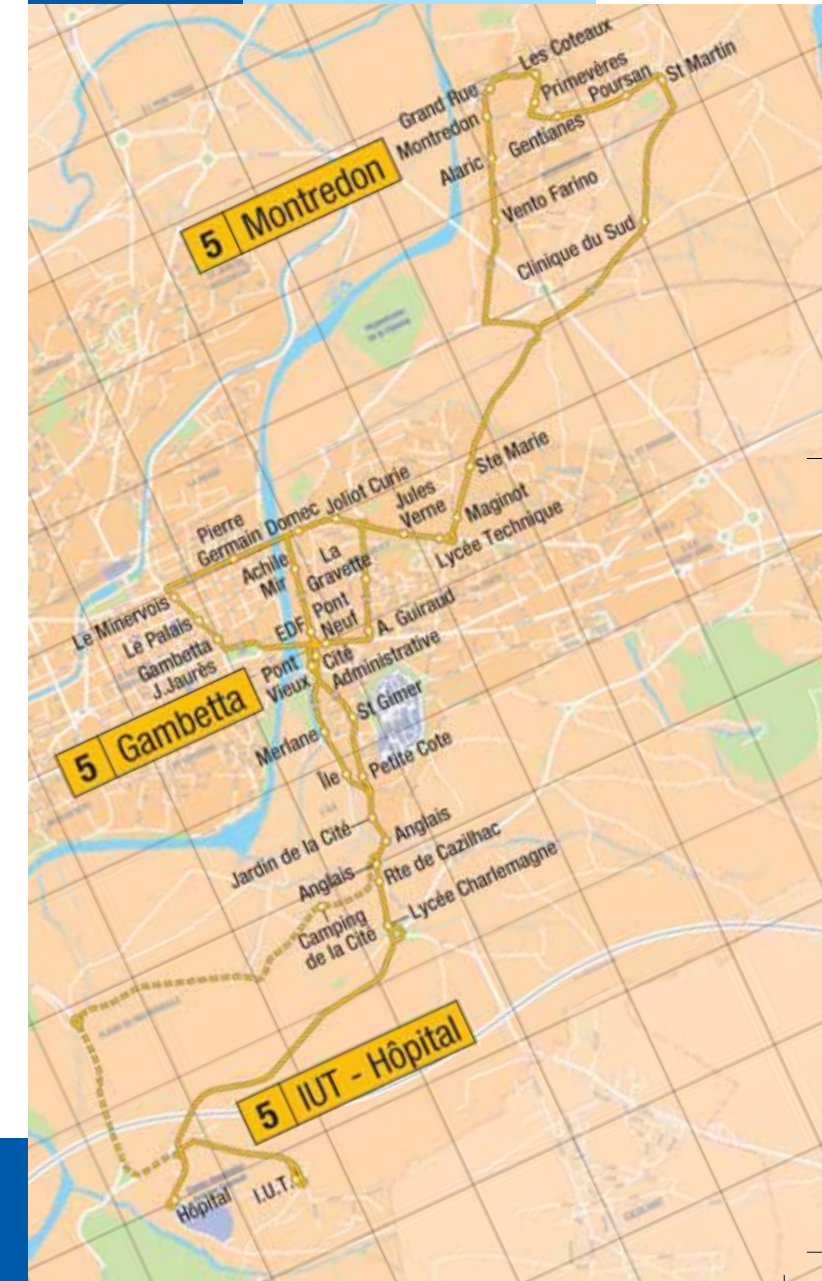 Les Coteaux
Primevères
Poursan
St Martin
Grand Rue
Montredon
Gentianes
Alaric
5 Montredon
Vento Farino
Clinique du Sud
Ste Marie
Joliot Curie
Jules
Verne
Maginot
Lycée Technique
Pierre
Germain
Domec
La
Gravette
Achile
Mir
Pont
Neuf
Le Minervois
Le Palais
Gambetta
J.Jaurès
EDF
A. Guiraud
Cité
Administrative
Pont
Vieux
5 Gambetta
St Gimer
Merlane
Île
Petite Cote
Jardin de la Cité
Anglais
Anglais
Rte de Cazilhac
Lycée Charlemagne
Camping
de la Cité
5 IUT - Hôpital
Hôpital
I.U.T.